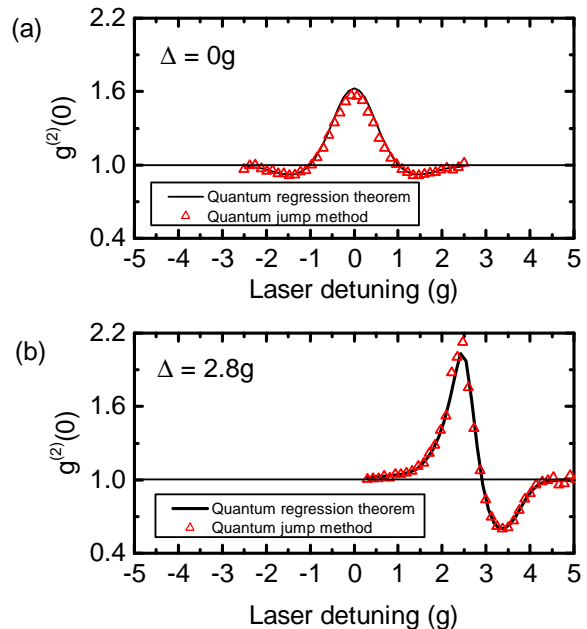 (a)
Δ = 0g
g(2)(0)
2.2
1.6
1.0
0.4
Quantum regression theorem
Quantum jump method
-5 -4 -3 -2 -1 0 1 2 3 4 5
Laser detuning (g)
(b)
Δ = 2.8g
g(2)(0)
2.2
1.6
1.0
0.4
Quantum regression theorem
Quantum jump method
-5 -4 -3 -2 -1 0 1 2 3 4 5
Laser detuning (g)